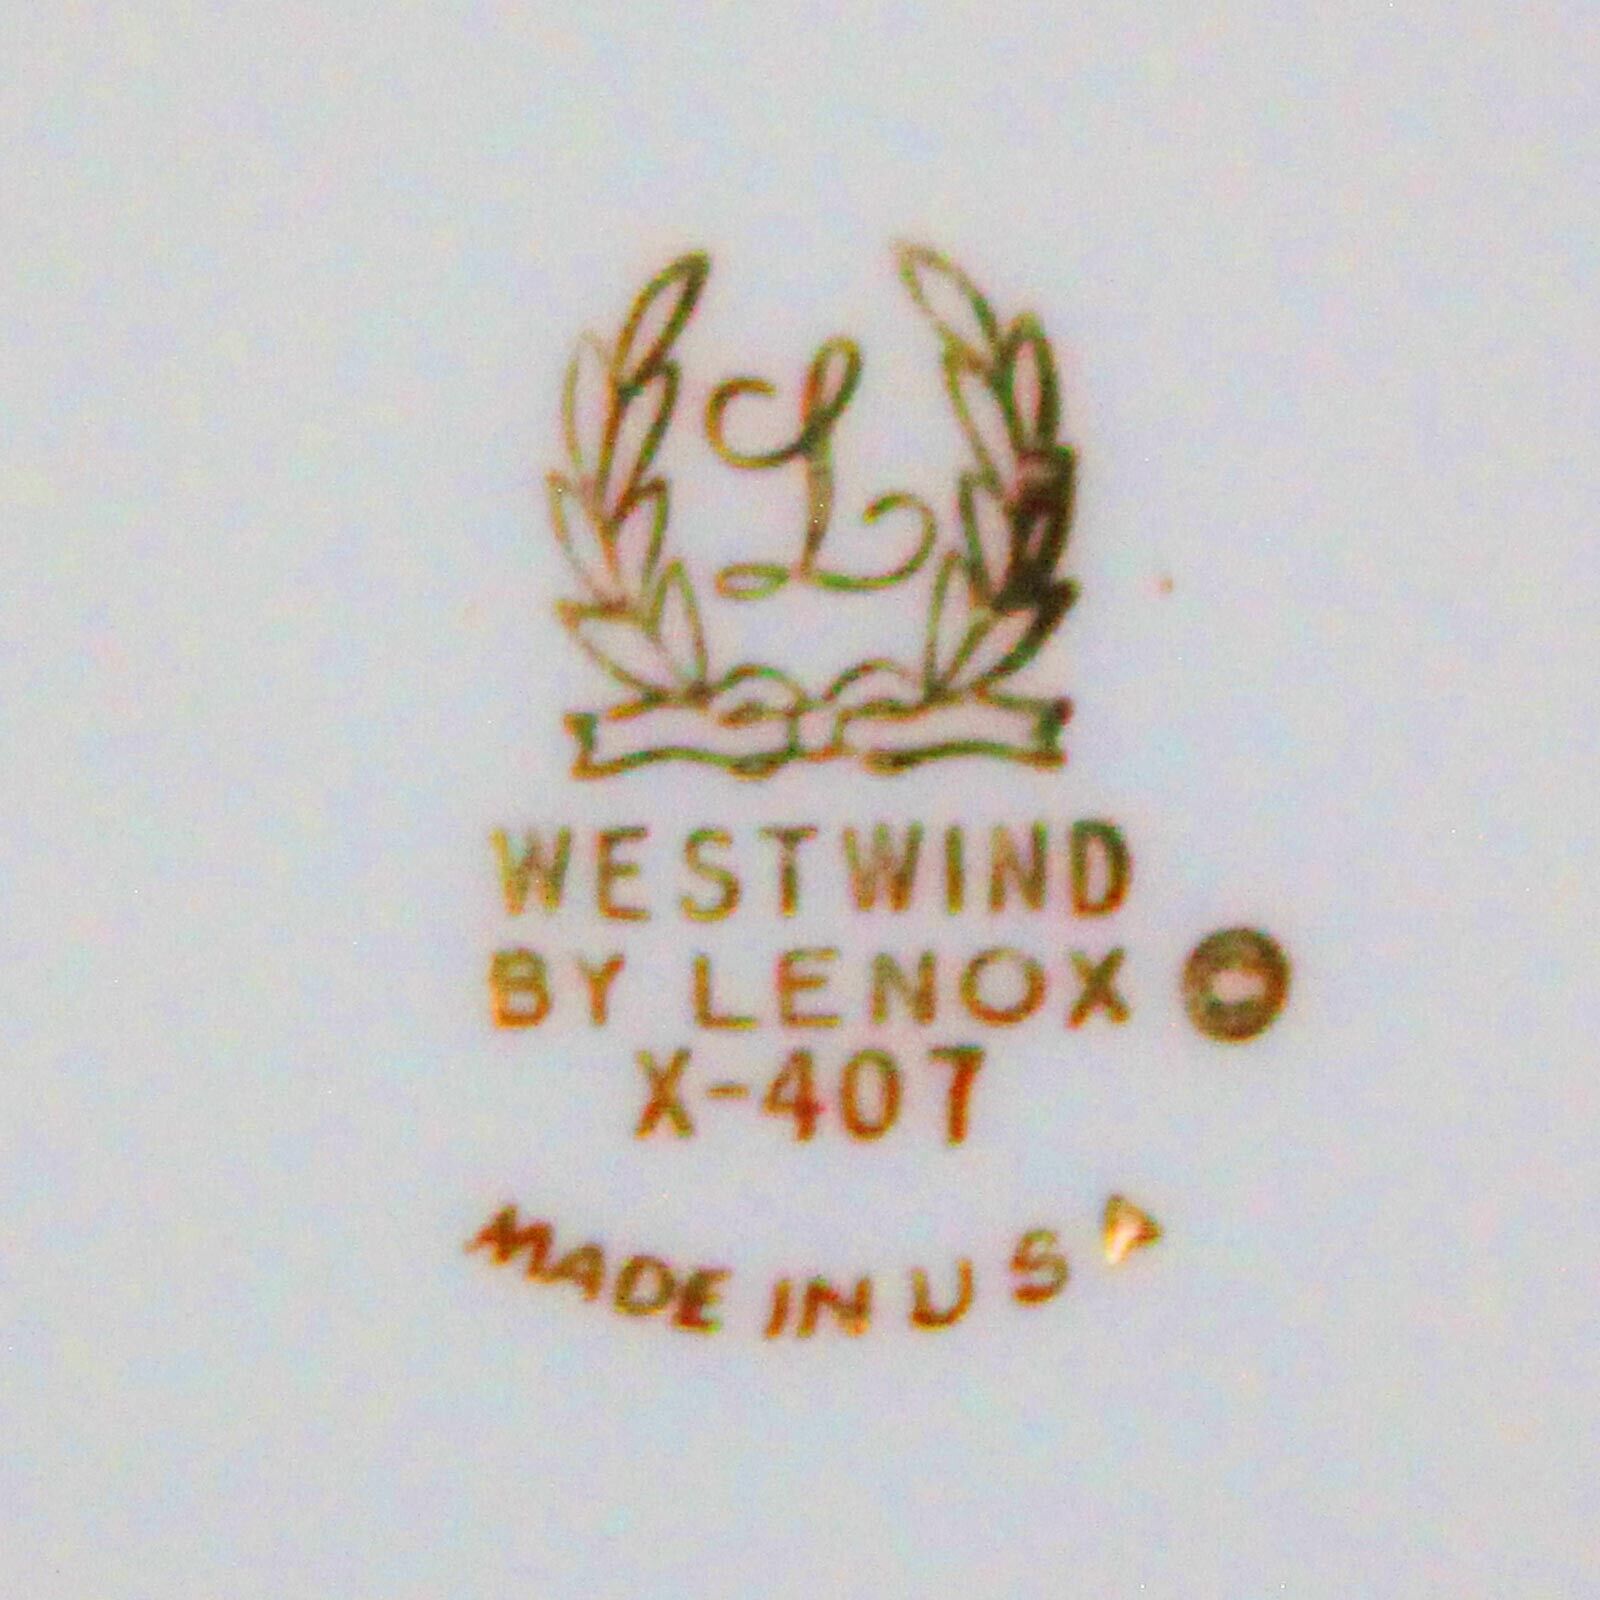 L
WESTWIND
BY LENOX ©
X-407
MADE IN U S A